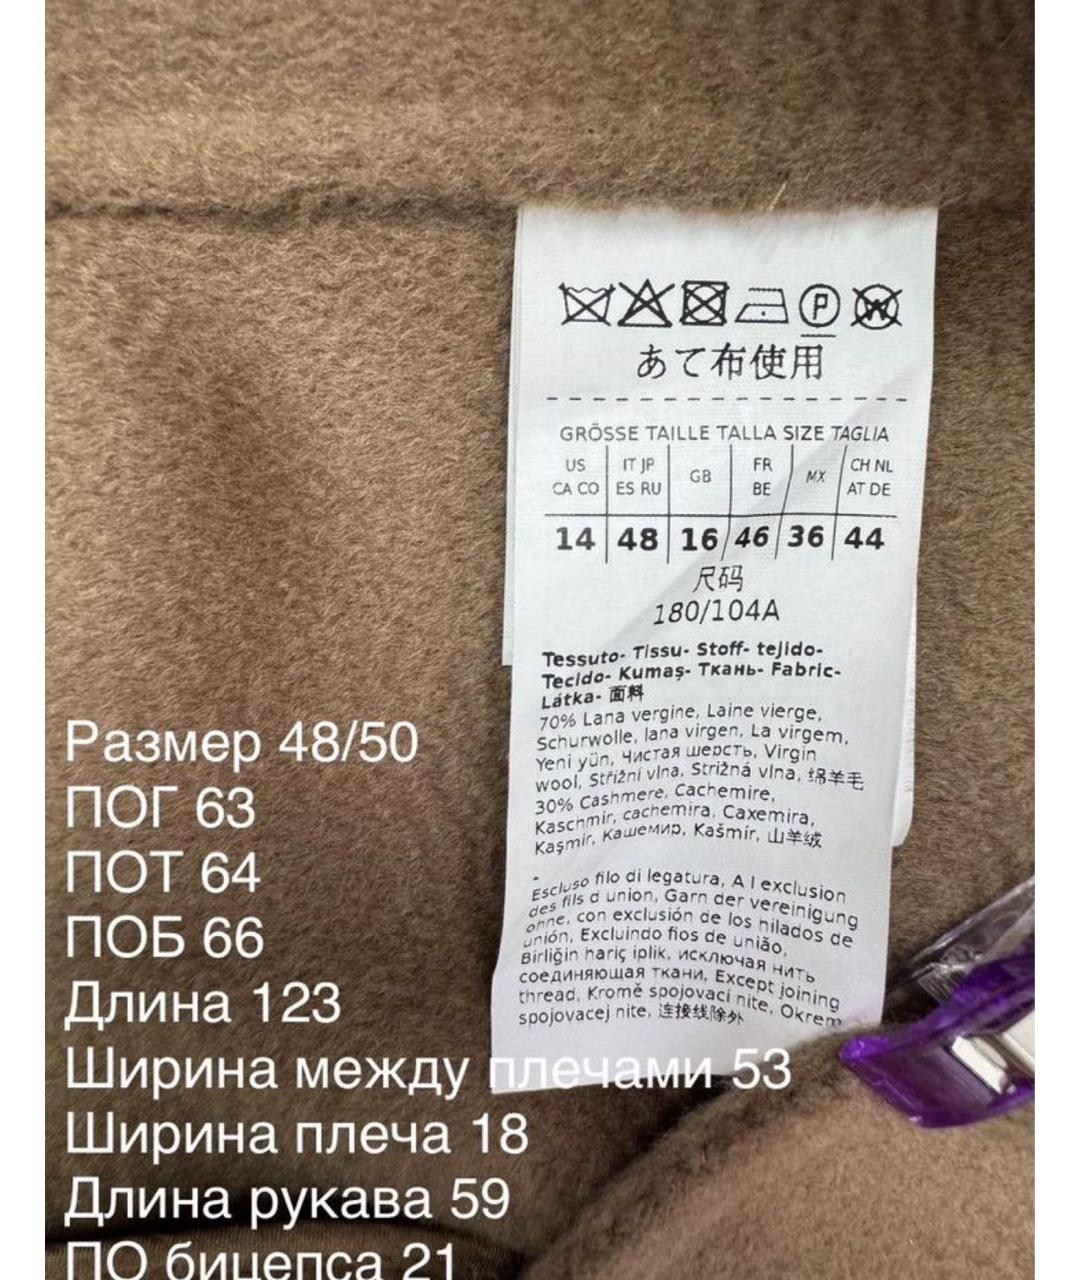 P
W
あて布使用
GRÖSSE TAILLE TALLA SIZE TAGLIA
US CA CO | IT JP ES RU | GB | FR BE | MX | CH NL AT DE
14 | 48 | 16 | 46 | 36 | 44
尺码
180/104A
Tessuto- Tissu- Stoff- tejido-
Tecido- Kumaş- Ткань- Fabric-
Látka- 面料
70% Lana vergine, Laine vierge,
Schurwolle, lana virgen, La virgem,
Yeni yün, Чистая шерсть, Virgin
wool, Střižní vlna, Strižná vlna, 绵羊毛
30% Cashmere, Cachemire,
Kaschmir, cachemira, Caxemira,
Kaşmir, Кашемир, Kašmír, 山羊绒
-
Escluso filo di legatura, A l exclusion
des fils d union, Garn der vereinigung
ohne, con exclusión de los hilados de
unión, Excluindo fios de união,
Birliğin hariç iplik, исключая нить
соединяющая ткани, Except joining
thread, Kromě spojovací nite, Okrem
spojovacej nite, 连接线除外
Размер 48/50
ПОГ 63
ПОТ 64
ПОБ 66
Длина 123
Ширина между плечами 53
Ширина плеча 18
Длина рукава 59
ПО бицепса 21